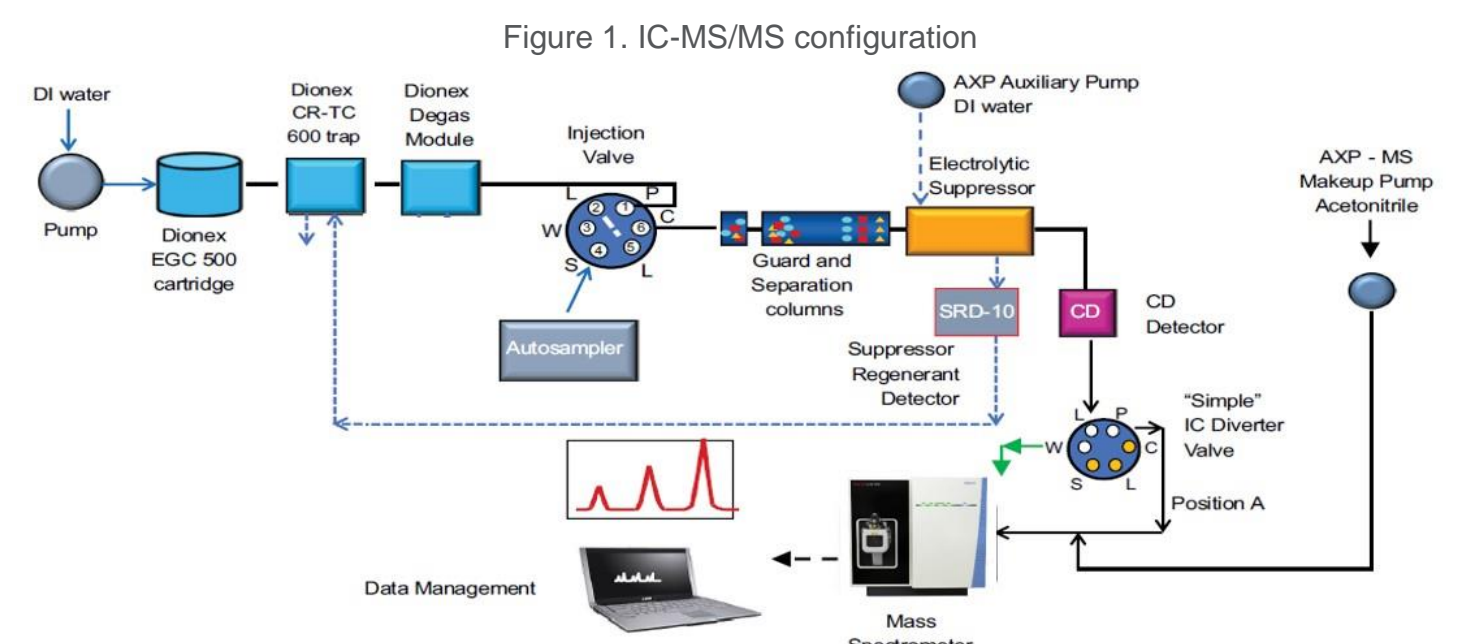 Figure 1. IC-MS/MS configuration
DI water
Pump
Dionex
EGC 500
cartridge
Dionex
CR-TC
600 trap
Dionex
Degas
Module
Injection
Valve
L
P
2
1
C
W
3
6
4
5
S
L
Autosampler
Guard and
Separation
columns
AXP Auxiliary Pump
DI water
Electrolytic
Suppressor
SRD-10
Suppressor
Regenerant
Detector
CD
CD
Detector
AXP - MS
Makeup Pump
Acetonitrile
L
P
W
C
S
L
“Simple”
IC Diverter
Valve
Position A
Data Management
Mass
Spectrometer